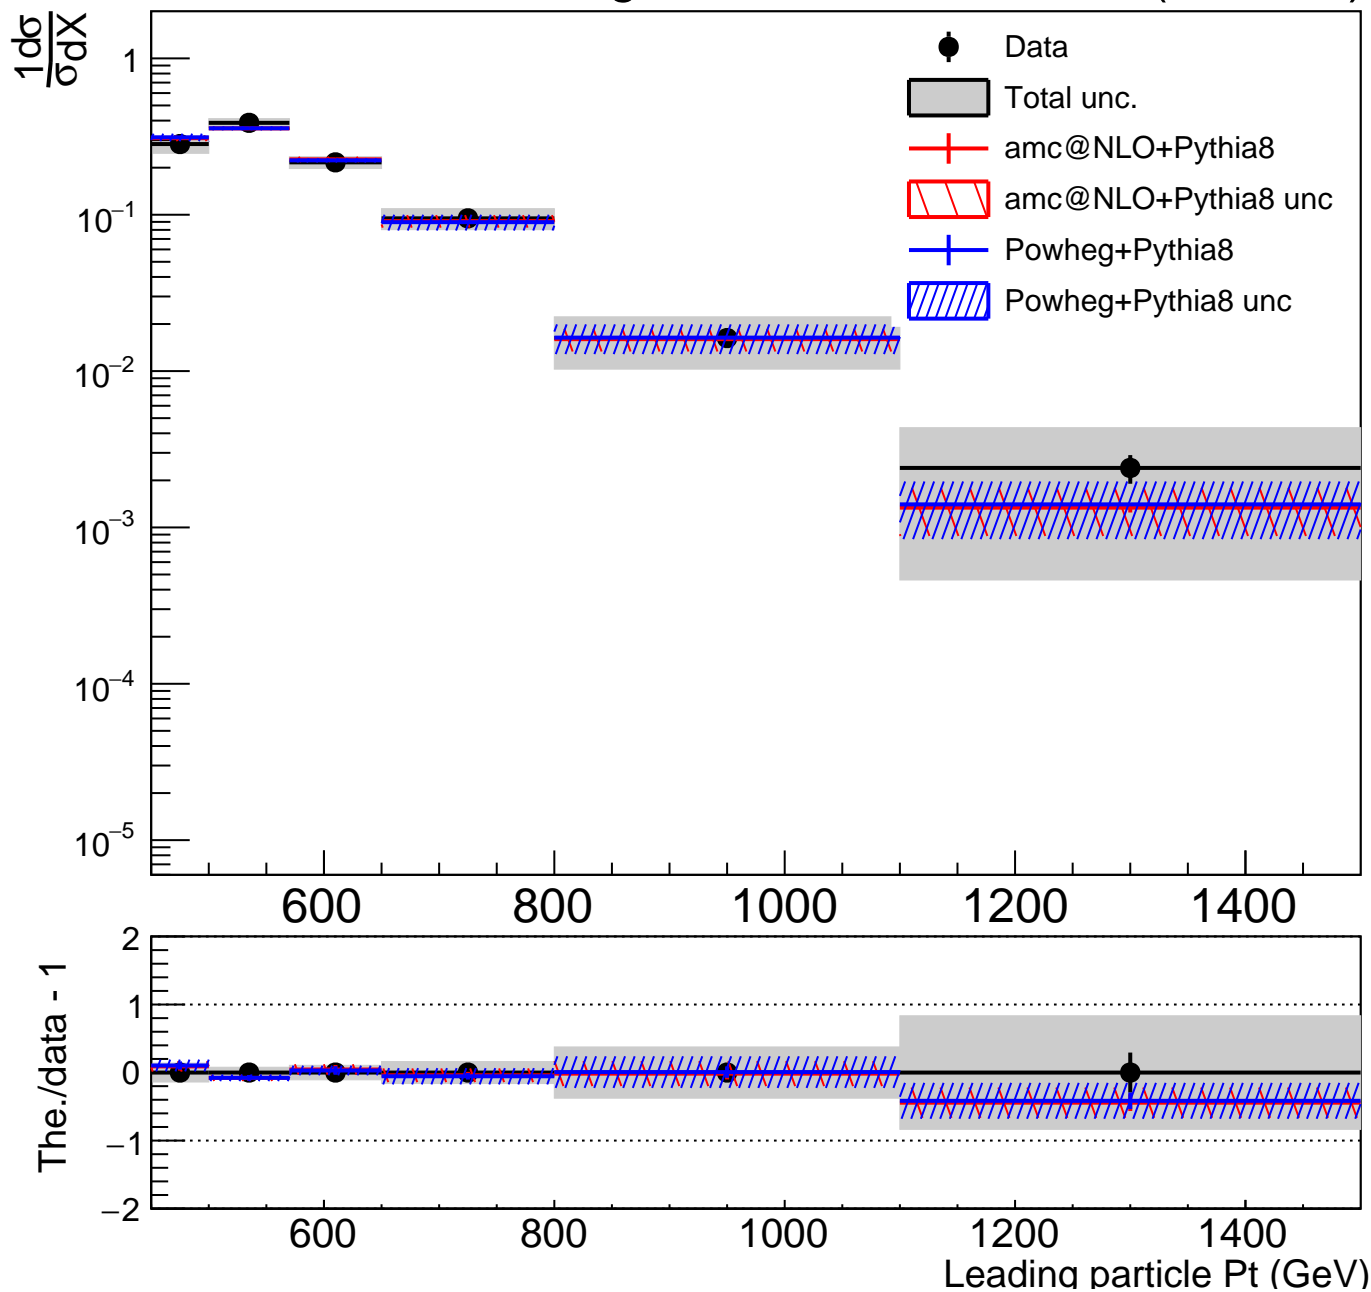 1dσ
σdX
Data
Total unc.
amc@NLO+Pythia8
amc@NLO+Pythia8 unc
Powheg+Pythia8
Powheg+Pythia8 unc
1
10⁻¹
10⁻²
10⁻³
10⁻⁴
10⁻⁵
600 800 1000 1200 1400
The./data - 1
2
1
0
−1
−2
600 800 1000 1200 1400
Leading particle Pt (GeV)